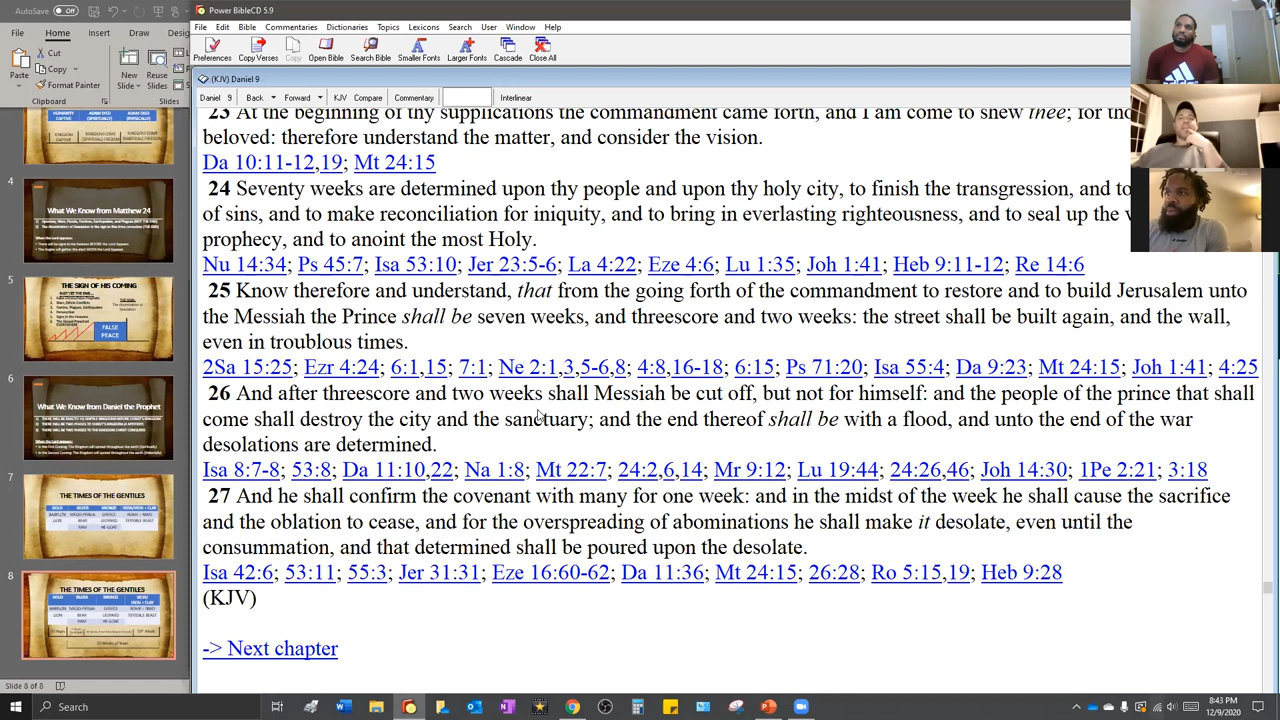 AutoSave Off
Power BibleCD 5.9
File Home Insert Draw
File Edit Bible Commentaries Dictionaries Topics Lexicons Search User Window Help
Cut
Copy
Format Painter
Paste
New Slide
Reuse Slides
Clipboard
Slides
Preferences Copy Verses Copy Open Bible Search Bible Smaller Fonts Larger Fonts Cascade Close All
(KJV) Daniel 9
Daniel 9 Back Forward KJV Compare Commentary Interlinear
23 At the beginning of thy supplications the commandment came forth, and I am come to shew thee; for
beloved: therefore understand the matter, and consider the vision.
Da 10:11-12,19; Mt 24:15
24 Seventy weeks are determined upon thy people and upon thy holy city, to finish the transgression, and to
of sins, and to make reconciliation for iniquity, and to bring in everlasting righteousness, and to seal up the
prophecy, and to anoint the most Holy.
Nu 14:34; Ps 45:7; Isa 53:10; Jer 23:5-6; La 4:22; Eze 4:6; Lu 1:35; Joh 1:41; Heb 9:11-12; Re 14:6
25 Know therefore and understand, that from the going forth of the commandment to restore and to build Jerusalem unto
the Messiah the Prince shall be seven weeks, and threescore and two weeks: the street shall be built again, and the wall,
even in troublous times.
2Sa 15:25; Ezr 4:24; 6:1,15; 7:1; Ne 2:1,3,5-6,8; 4:8,16-18; 6:15; Ps 71:20; Isa 55:4; Da 9:23; Mt 24:15; Joh 1:41; 4:25
26 And after threescore and two weeks shall Messiah be cut off, but not for himself: and the people of the prince that shall
come shall destroy the city and the sanctuary; and the end thereof shall be with a flood, and unto the end of the war
desolations are determined.
Isa 8:7-8; 53:8; Da 11:10,22; Na 1:8; Mt 22:7; 24:2,6,14; Mr 9:12; Lu 19:44; 24:26,46; Joh 14:30; 1Pe 2:21; 3:18
27 And he shall confirm the covenant with many for one week: and in the midst of the week he shall cause the sacrifice
and the oblation to cease, and for the overspreading of abominations he shall make it desolate, even until the
consummation, and that determined shall be poured upon the desolate.
Isa 42:6; 53:11; 55:3; Jer 31:31; Eze 16:60-62; Da 11:36; Mt 24:15; 26:28; Ro 5:15,19; Heb 9:28
(KJV)
-> Next chapter
4
What We Know from Matthew 24
5
THE SIGN OF HIS COMING
FALSE PEACE
6
What We Know from Daniel the Prophet
7
THE TIMES OF THE GENTILES
8
THE TIMES OF THE GENTILES
Slide 8 of 8
Search
8:43 PM
12/9/2020